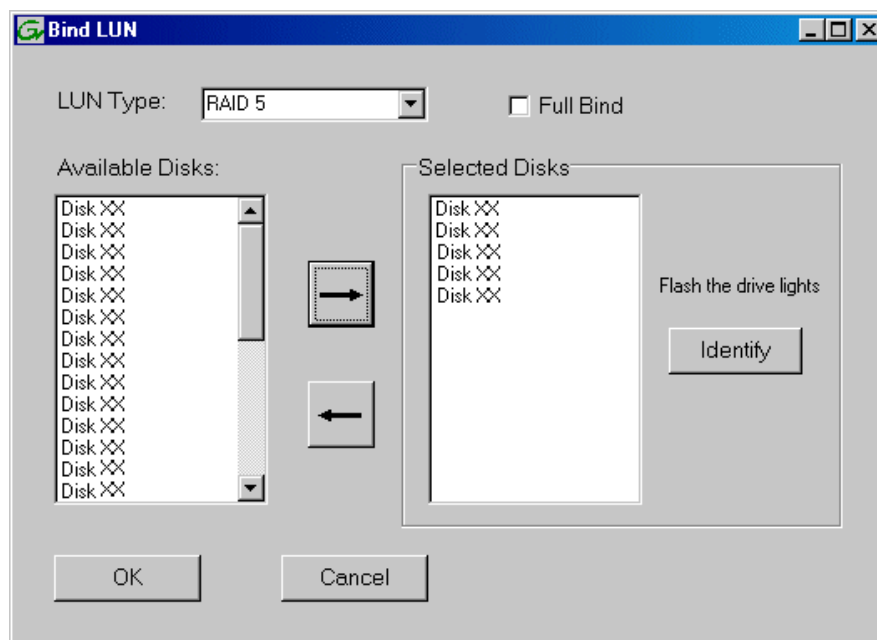 Bind LUN
LUN Type:
RAID 5
Full Bind
Available Disks:
Disk XX
Disk XX
Disk XX
Disk XX
Disk XX
Disk XX
Disk XX
Disk XX
Disk XX
Disk XX
Disk XX
Disk XX
Disk XX
Disk XX
Selected Disks
Disk XX
Disk XX
Disk XX
Disk XX
Disk XX
Flash the drive lights
Identify
OK
Cancel